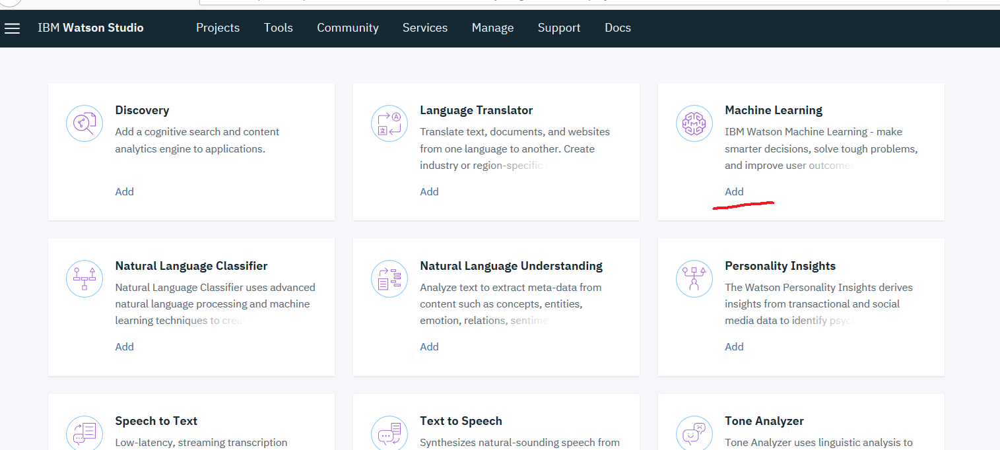 IBM Watson Studio Projects Tools Community Services Manage Support Docs
Discovery
Add a cognitive search and content
analytics engine to applications.
Add
Language Translator
Translate text, documents, and websites
from one language to another. Create
industry or region-specific
Add
Machine Learning
IBM Watson Machine Learning - make
smarter decisions, solve tough problems,
and improve user outcomes
Add
Natural Language Classifier
Natural Language Classifier uses advanced
natural language processing and machine
learning techniques to crea
Add
Natural Language Understanding
Analyze text to extract meta-data from
content such as concepts, entities,
emotion, relations, sentime
Add
Personality Insights
The Watson Personality Insights derives
insights from transactional and social
media data to identify psyc
Add
Speech to Text
Low-latency, streaming transcription
Text to Speech
Synthesizes natural-sounding speech from
Tone Analyzer
Tone Analyzer uses linguistic analysis to